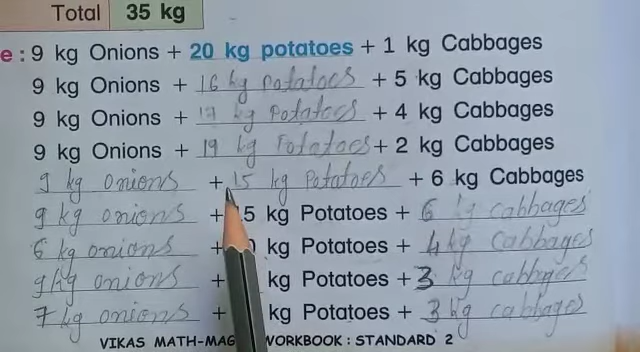 Total 35 kg
e : 9 kg Onions + 20 kg potatoes + 1 kg Cabbages
9 kg Onions + 16 kg potatoes + 5 kg Cabbages
9 kg Onions + 17 kg Potatoes + 4 kg Cabbages
9 kg Onions + 19 kg Potatoes + 2 kg Cabbages
9 kg onions + 15 kg Potatoes + 6 kg Cabbages
9 kg onions + 5 kg Potatoes + 6 kg cabbages
6 kg onions + kg Potatoes + 4 kg cabbages
9 kg onions + kg Potatoes + 3 kg cabbages
7 kg onions + kg Potatoes + 3 kg cabbages
VIKAS MATH-MAG WORKBOOK : STANDARD 2